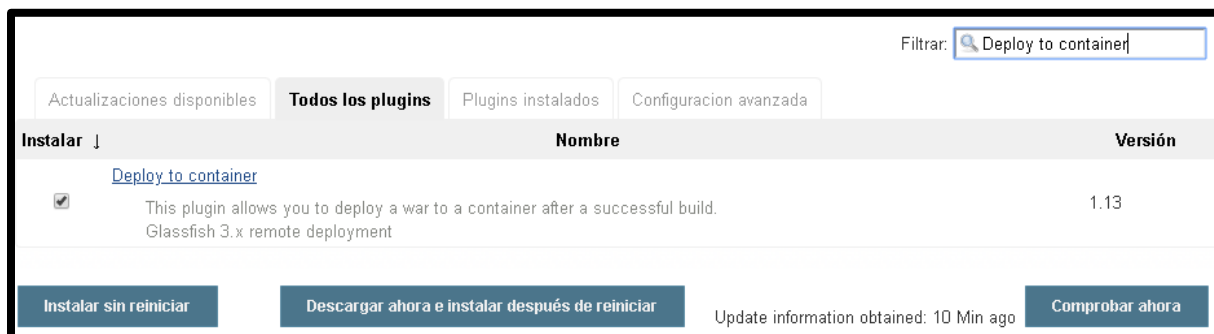 Filtrar: Deploy to container
Actualizaciones disponibles Todos los plugins Plugins instalados Configuracion avanzada
Instalar ↓ Nombre Versión
Deploy to container
This plugin allows you to deploy a war to a container after a successful build. 1.13
Glassfish 3.x remote deployment
Instalar sin reiniciar Descargar ahora e instalar después de reiniciar Update information obtained: 10 Min ago Comprobar ahora